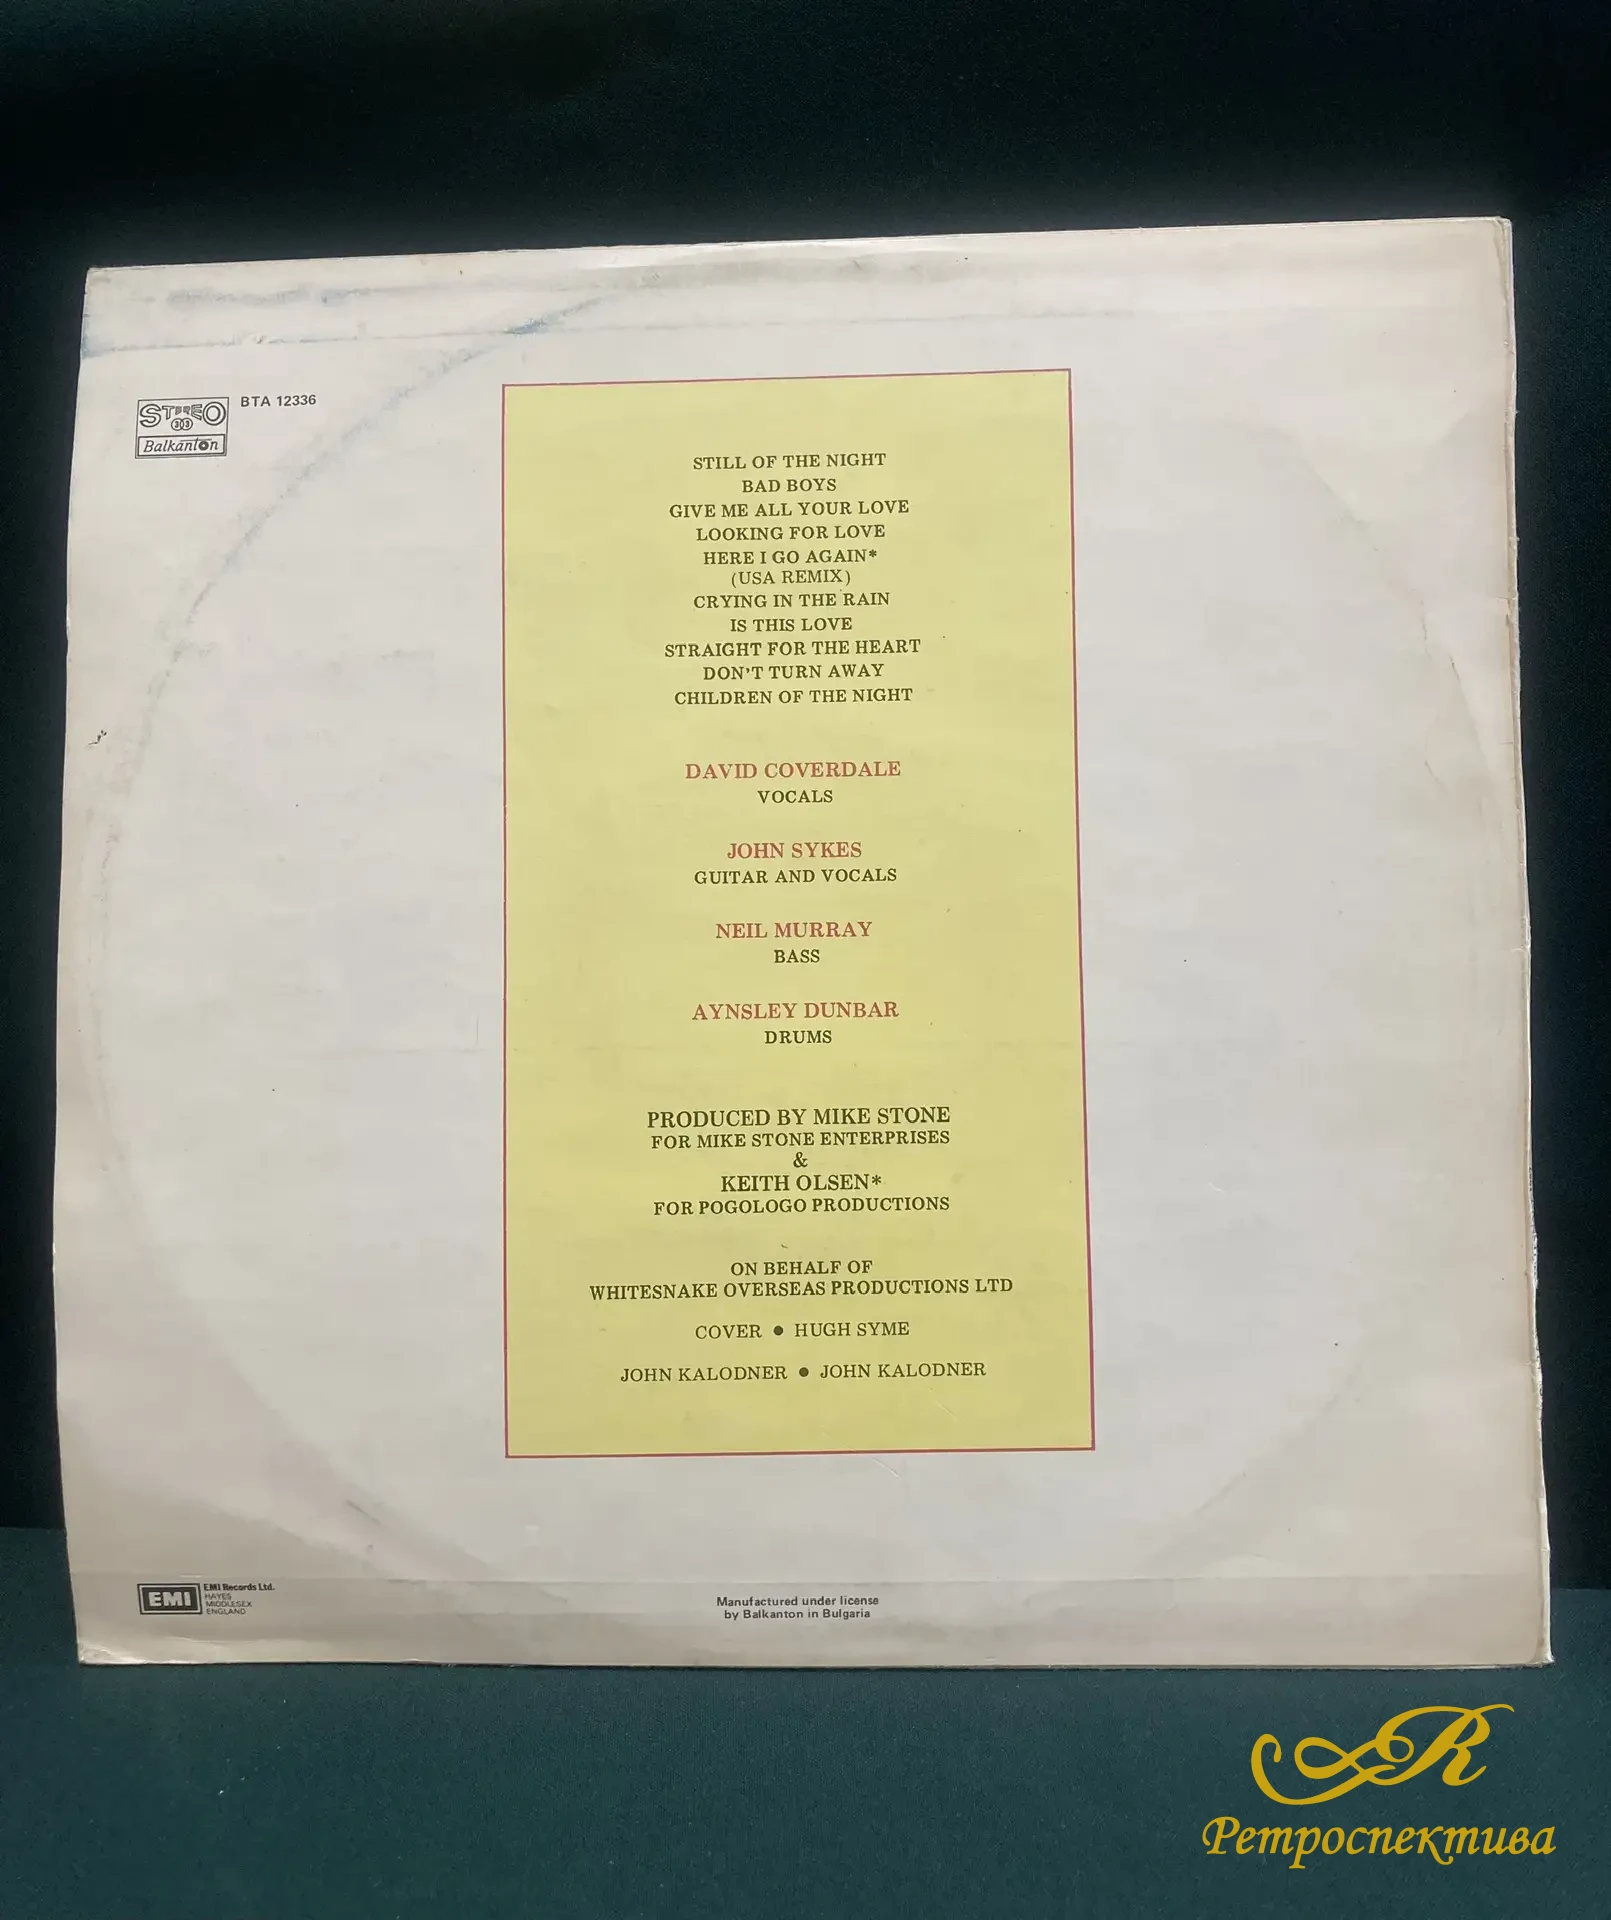 STEREO
33
Balkanton
BTA 12336
STILL OF THE NIGHT
BAD BOYS
GIVE ME ALL YOUR LOVE
LOOKING FOR LOVE
HERE I GO AGAIN*
(USA REMIX)
CRYING IN THE RAIN
IS THIS LOVE
STRAIGHT FOR THE HEART
DON'T TURN AWAY
CHILDREN OF THE NIGHT
DAVID COVERDALE
VOCALS
JOHN SYKES
GUITAR AND VOCALS
NEIL MURRAY
BASS
AYNSLEY DUNBAR
DRUMS
PRODUCED BY MIKE STONE
FOR MIKE STONE ENTERPRISES
&
KEITH OLSEN*
FOR POGOLOGO PRODUCTIONS
ON BEHALF OF
WHITESNAKE OVERSEAS PRODUCTIONS LTD
COVER ● HUGH SYME
JOHN KALODNER ● JOHN KALODNER
EMI
EMI Records Ltd.
HAYES
MIDDLESEX
ENGLAND
Manufactured under license
by Balkanton in Bulgaria
R
Ретроспектива